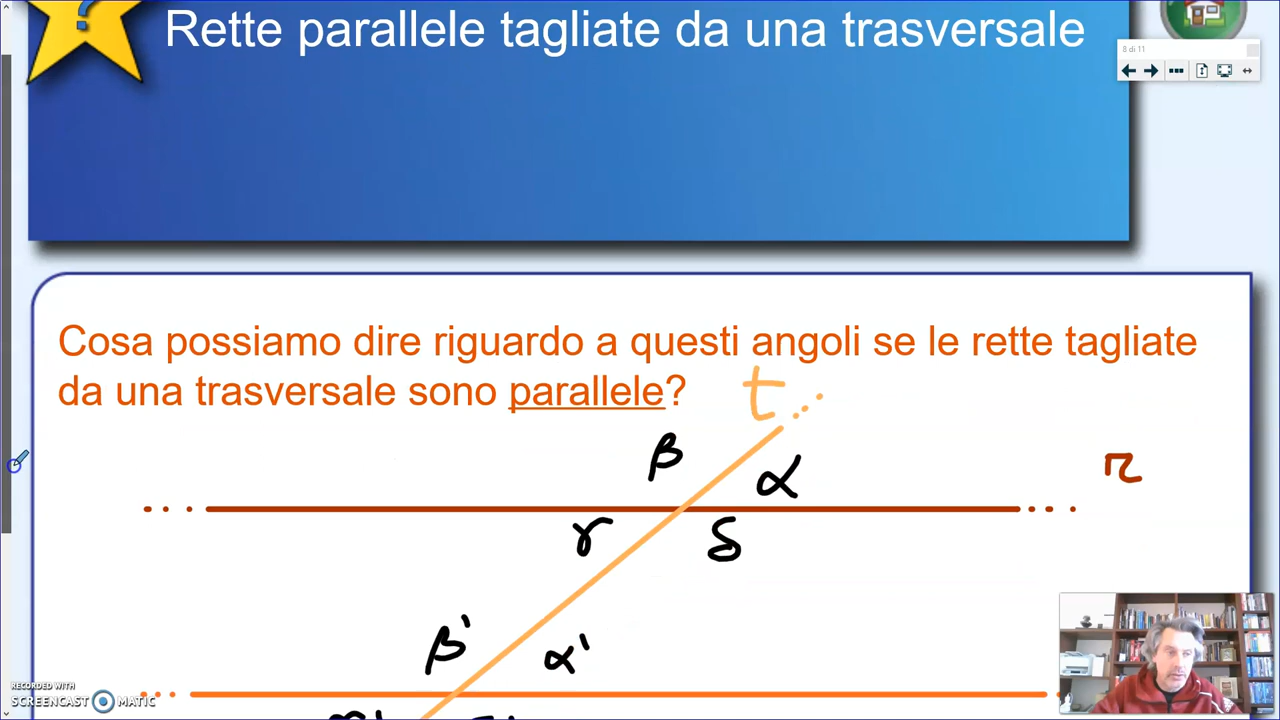 Rette parallele tagliate da una trasversale
8 di 11
Cosa possiamo dire riguardo a questi angoli se le rette tagliate
da una trasversale sono parallele?
t
β
α
r
γ
δ
β'
α'
RECORDED WITH
SCREENCAST MATIC